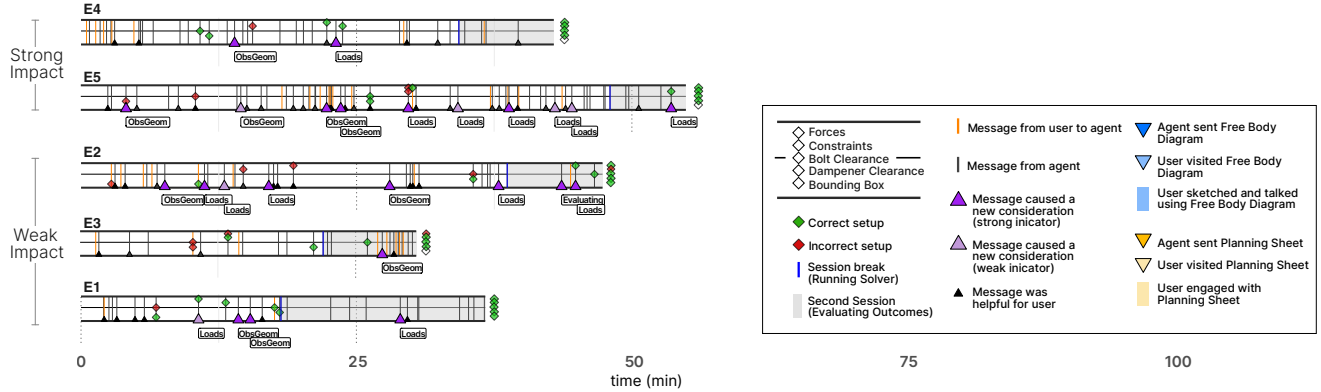 Strong
Impact
E4
ObsGeom
Loads
E5
ObsGeom
ObsGeom
ObsGeom
ObsGeom
Loads
Loads
Loads
Loads
Loads
Loads
Weak
Impact
E2
ObsGeom
Loads
Loads
Loads
ObsGeom
Loads
Evaluating
Loads
E3
ObsGeom
E1
Loads
ObsGeom
ObsGeom
Loads
0
25
50
75
100
time (min)
Forces
Constraints
Bolt Clearance
Dampener Clearance
Bounding Box
Correct setup
Incorrect setup
Session break
(Running Solver)
Second Session
(Evaluating Outcomes)
Message from user to agent
Message from agent
Message caused a
new consideration
(strong inicator)
Message caused a
new consideration
(weak inicator)
Message was
helpful for user
Agent sent Free Body
Diagram
User visited Free Body
Diagram
User sketched and talked
using Free Body Diagram
Agent sent Planning Sheet
User visited Planning Sheet
User engaged with
Planning Sheet